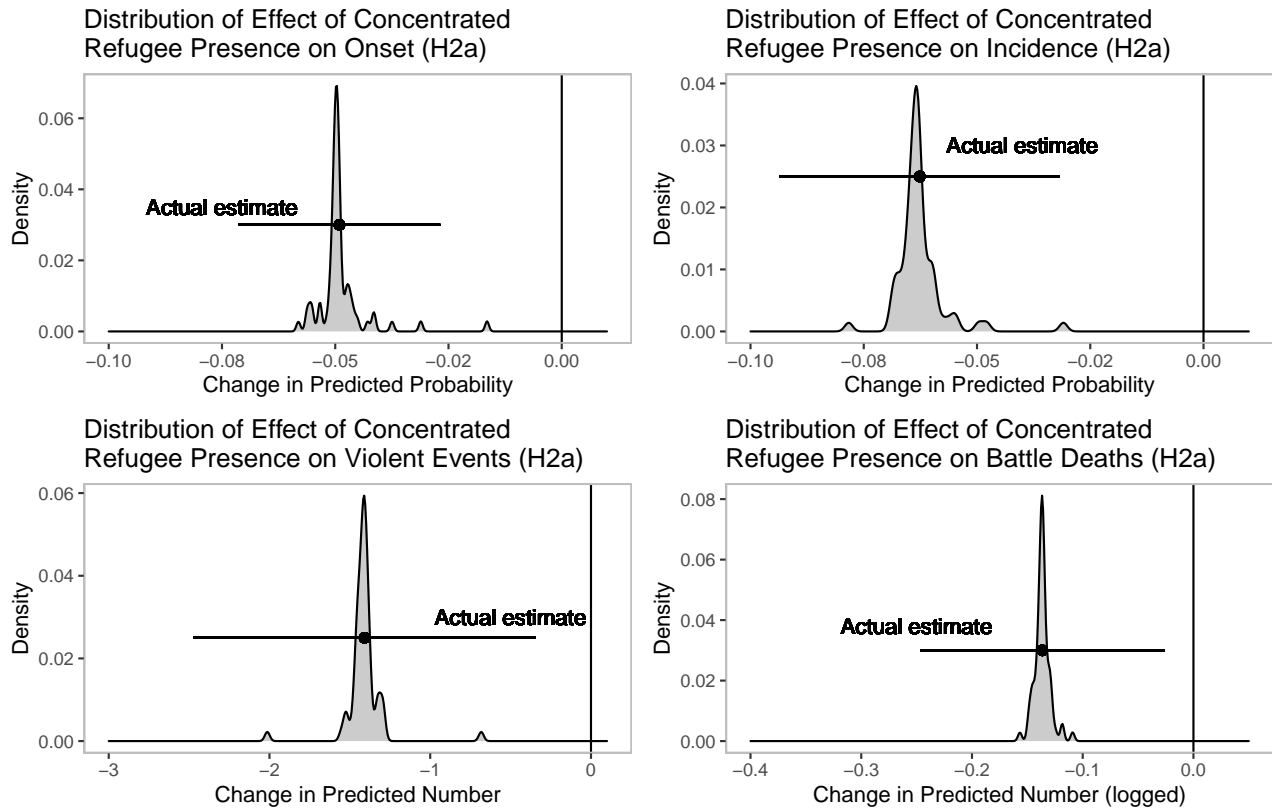 Distribution of Effect of Concentrated
Refugee Presence on Onset (H2a)
Density
0.06
0.04
0.02
0.00
Actual estimate
−0.10
−0.08
−0.05
−0.02
0.00
Change in Predicted Probability
Distribution of Effect of Concentrated
Refugee Presence on Incidence (H2a)
Density
0.04
0.03
0.02
0.01
0.00
Actual estimate
−0.10
−0.08
−0.05
−0.02
0.00
Change in Predicted Probability
Distribution of Effect of Concentrated
Refugee Presence on Violent Events (H2a)
Density
0.06
0.04
0.02
0.00
Actual estimate
−3
−2
−1
0
Change in Predicted Number
Distribution of Effect of Concentrated
Refugee Presence on Battle Deaths (H2a)
Density
0.08
0.06
0.04
0.02
0.00
Actual estimate
−0.4
−0.3
−0.2
−0.1
0.0
Change in Predicted Number (logged)